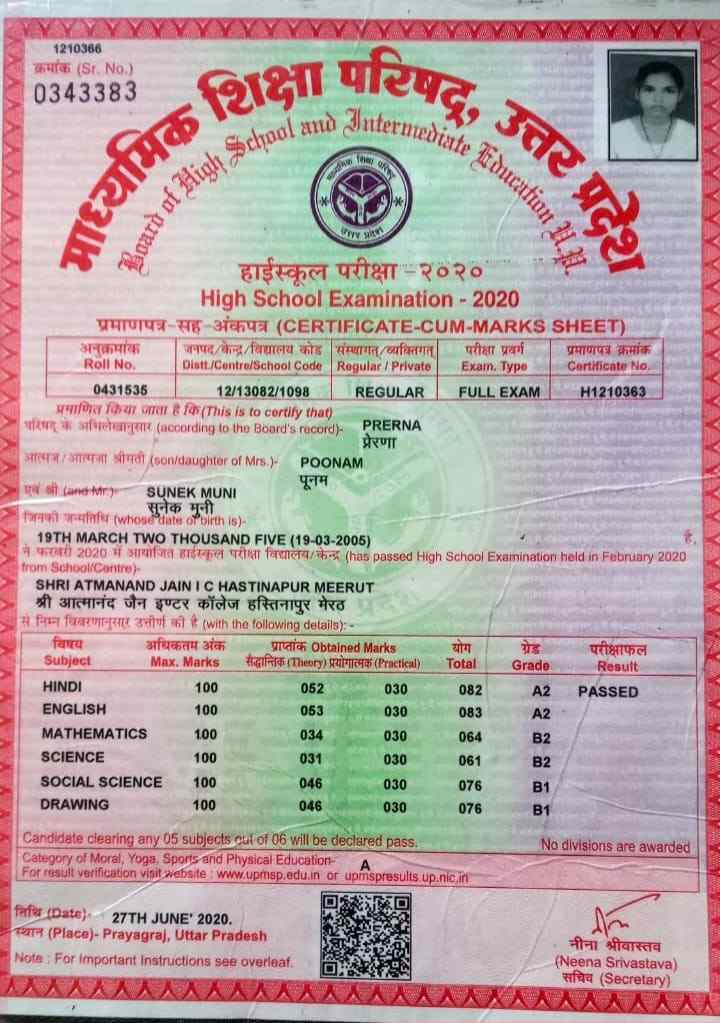 1210366
क्रमांक (Sr. No.)
0343383
माध्यमिक शिक्षा परिषद्, उत्तर प्रदेश
Board of High School and Intermediate Education U.P.
माध्यमिक शिक्षा परिषद्
उत्तर प्रदेश
हाईस्कूल परीक्षा - २०२०
High School Examination - 2020
प्रमाणपत्र-सह-अंकपत्र (CERTIFICATE-CUM-MARKS SHEET)
अनुक्रमांक जनपद/केन्द्र/विद्यालय कोड संस्थागत/व्यक्तिगत परीक्षा प्रवर्ग प्रमाणपत्र क्रमांक
Roll No. Distt./Centre/School Code Regular / Private Exam. Type Certificate No.
0431535 12/13082/1098 REGULAR FULL EXAM H1210363
प्रमाणित किया जाता है कि (This is to certify that)
परिषद् के अभिलेखानुसार (according to the Board's record)- PRERNA
प्रेरणा
आत्मज/आत्मजा श्रीमती (son/daughter of Mrs.)- POONAM
पूनम
एवं श्री (and Mr.)- SUNEK MUNI
सुनेक मुनी
जिनकी जन्मतिथि (whose date of birth is)-
19TH MARCH TWO THOUSAND FIVE (19-03-2005) है,
ने फरवरी 2020 में आयोजित हाईस्कूल परीक्षा विद्यालय/केन्द्र (has passed High School Examination held in February 2020
from School/Centre)-
SHRI ATMANAND JAIN I C HASTINAPUR MEERUT
श्री आत्मानंद जैन इण्टर कॉलेज हस्तिनापुर मेरठ
से निम्न विवरणानुसार उत्तीर्ण की है (with the following details): -
विषय अधिकतम अंक प्राप्तांक Obtained Marks योग ग्रेड परीक्षाफल
Subject Max. Marks सैद्धान्तिक (Theory) प्रयोगात्मक (Practical) Total Grade Result
HINDI 100 052 030 082 A2 PASSED
ENGLISH 100 053 030 083 A2
MATHEMATICS 100 034 030 064 B2
SCIENCE 100 031 030 061 B2
SOCIAL SCIENCE 100 046 030 076 B1
DRAWING 100 046 030 076 B1
Candidate clearing any 05 subjects out of 06 will be declared pass. No divisions are awarded
Category of Moral, Yoga, Sports and Physical Education- A
For result verification visit website : www.upmsp.edu.in or upmspresults.up.nic.in
तिथि (Date)- 27TH JUNE' 2020.
स्थान (Place)- Prayagraj, Uttar Pradesh
Note : For Important Instructions see overleaf.
नीना श्रीवास्तव
(Neena Srivastava)
सचिव (Secretary)